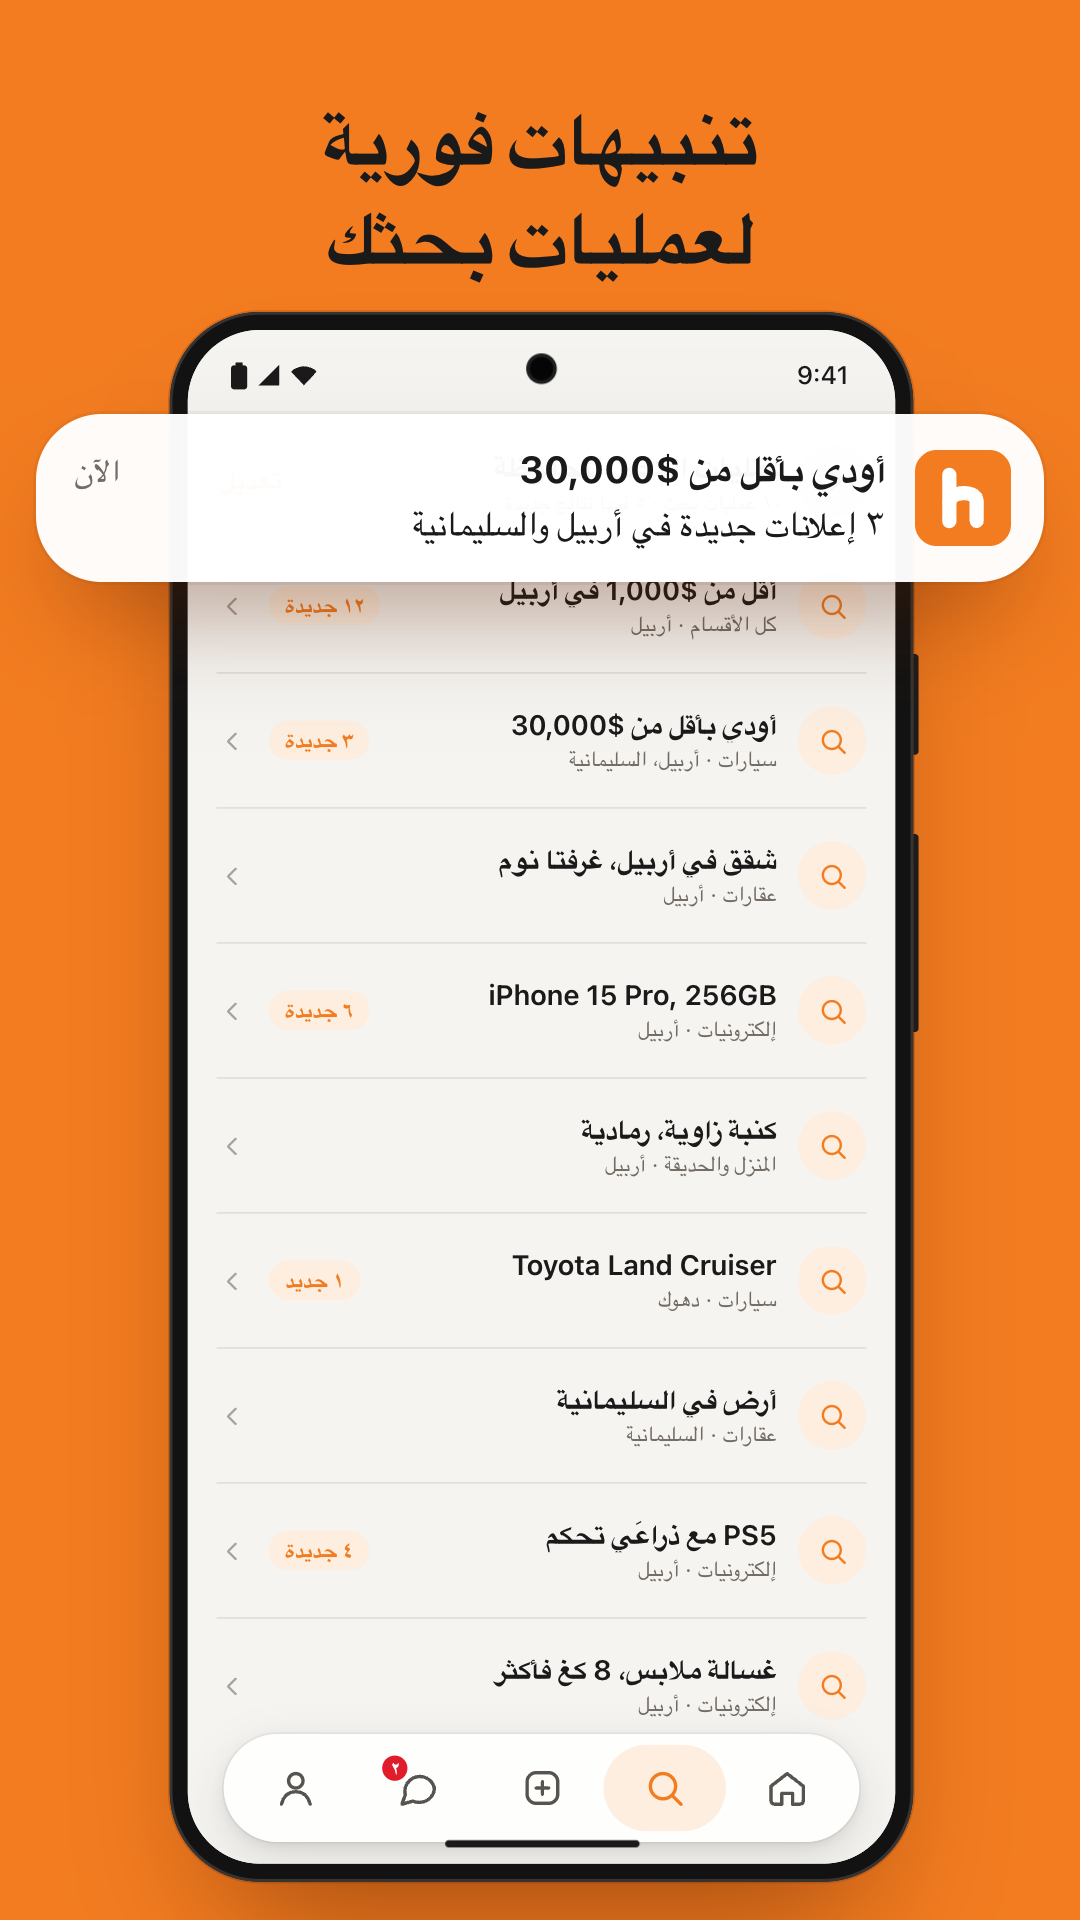 تنبيهات فورية
لعمليات بحثك
9:41
أودي بأقل من $30,000
الآن
٣ إعلانات جديدة في أربيل والسليمانية
أقل من $1,000 في أربيل
١٢ جديدة
كل الأقسام · أربيل
أودي بأقل من $30,000
٣ جديدة
سيارات · أربيل، السليمانية
شقق في أربيل، غرفتا نوم
عقارات · أربيل
iPhone 15 Pro, 256GB
٦ جديدة
إلكترونيات · أربيل
كنبة زاوية، رمادية
المنزل والحديقة · أربيل
Toyota Land Cruiser
١ جديد
سيارات · دهوك
أرض في السليمانية
عقارات · السليمانية
PS5 مع ذراعَي تحكم
٤ جديدة
إلكترونيات · أربيل
غسالة ملابس، 8 كغ فأكثر
إلكترونيات · أربيل
٢